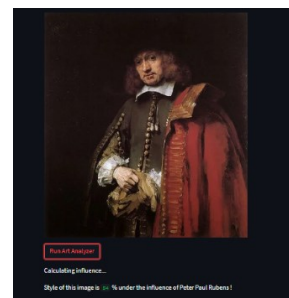 Run Art Analyzer
Calculating influence...
Style of this image is % under the influence of Peter Paul Rubens !